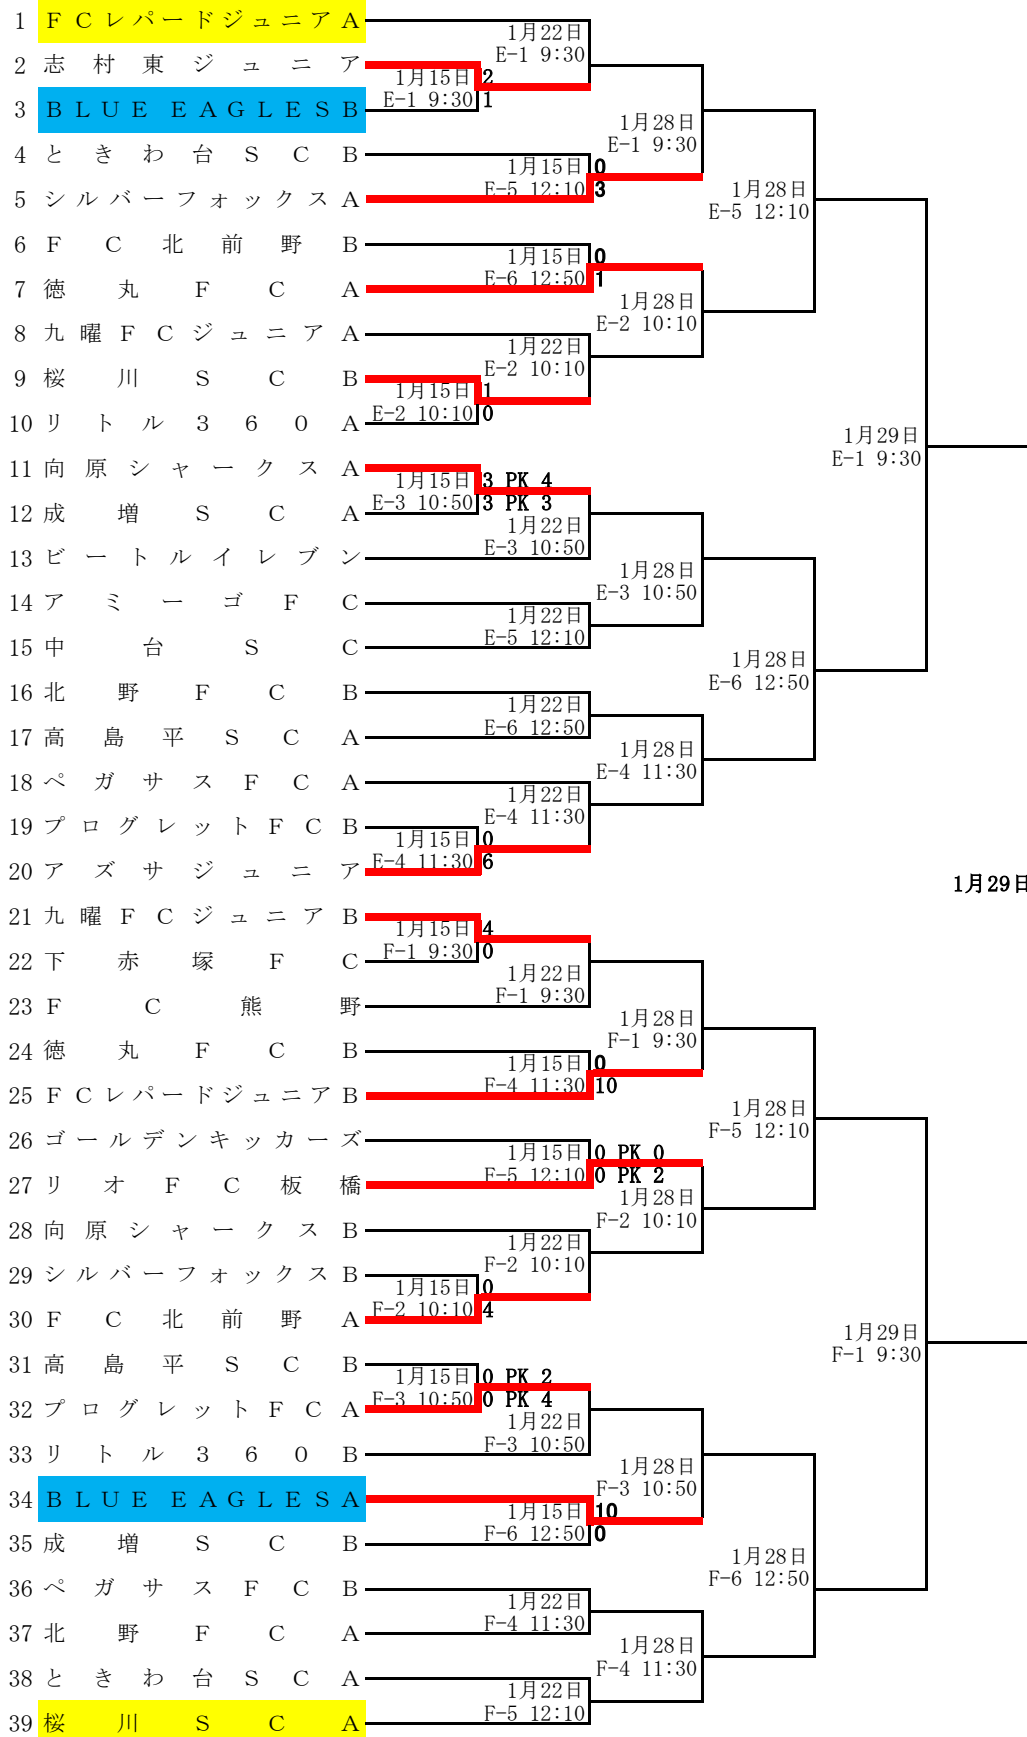 1 ＦＣレパードジュニアＡ
2 志村東ジュニア
3 ＢＬＵＥ ＥＡＧＬＥＳＢ
4 ときわ台ＳＣＢ
5 シルバーフォックスＡ
6 ＦＣ北前野Ｂ
7 徳丸ＦＣＡ
8 九曜ＦＣジュニアＡ
9 桜川ＳＣＢ
10 リトル３６０Ａ
11 向原シャークスＡ
12 成増ＳＣＡ
13 ビートルイレブン
14 アミーゴＦＣ
15 中台ＳＣ
16 北野ＦＣＢ
17 高島平ＳＣＡ
18 ペガサスＦＣＡ
19 プログレットＦＣＢ
20 アズサジュニア
21 九曜ＦＣジュニアＢ
22 下赤塚ＦＣ
23 ＦＣ熊野
24 徳丸ＦＣＢ
25 ＦＣレパードジュニアＢ
26 ゴールデンキッカーズ
27 リオＦＣ板橋
28 向原シャークスＢ
29 シルバーフォックスＢ
30 ＦＣ北前野Ａ
31 高島平ＳＣＢ
32 プログレットＦＣＡ
33 リトル３６０Ｂ
34 ＢＬＵＥ ＥＡＧＬＥＳＡ
35 成増ＳＣＢ
36 ペガサスＦＣＢ
37 北野ＦＣＡ
38 ときわ台ＳＣＡ
39 桜川ＳＣＡ
1月15日 2
E-1 9:30 1
1月15日 1
E-2 10:10 0
1月15日 3 PK 4
E-3 10:50 3 PK 3
1月15日 0
E-4 11:30 6
1月15日 4
F-1 9:30 0
1月15日 0
F-2 10:10 4
1月15日 0 PK 2
F-3 10:50 0 PK 4
1月22日
E-1 9:30
1月15日 0
E-5 12:10 3
1月15日 0
E-6 12:50 1
1月22日
E-2 10:10
1月22日
E-3 10:50
1月22日
E-5 12:10
1月22日
E-6 12:50
1月22日
E-4 11:30
1月22日
F-1 9:30
1月15日 0
F-4 11:30 10
1月15日 0 PK 0
F-5 12:10 0 PK 2
1月22日
F-2 10:10
1月22日
F-3 10:50
1月15日 10
F-6 12:50 0
1月22日
F-4 11:30
1月22日
F-5 12:10
1月28日
E-1 9:30
1月28日
E-2 10:10
1月28日
E-3 10:50
1月28日
E-4 11:30
1月28日
F-1 9:30
1月28日
F-2 10:10
1月28日
F-3 10:50
1月28日
F-4 11:30
1月28日
E-5 12:10
1月28日
E-6 12:50
1月28日
F-5 12:10
1月28日
F-6 12:50
1月29日
E-1 9:30
1月29日
F-1 9:30
1月29日